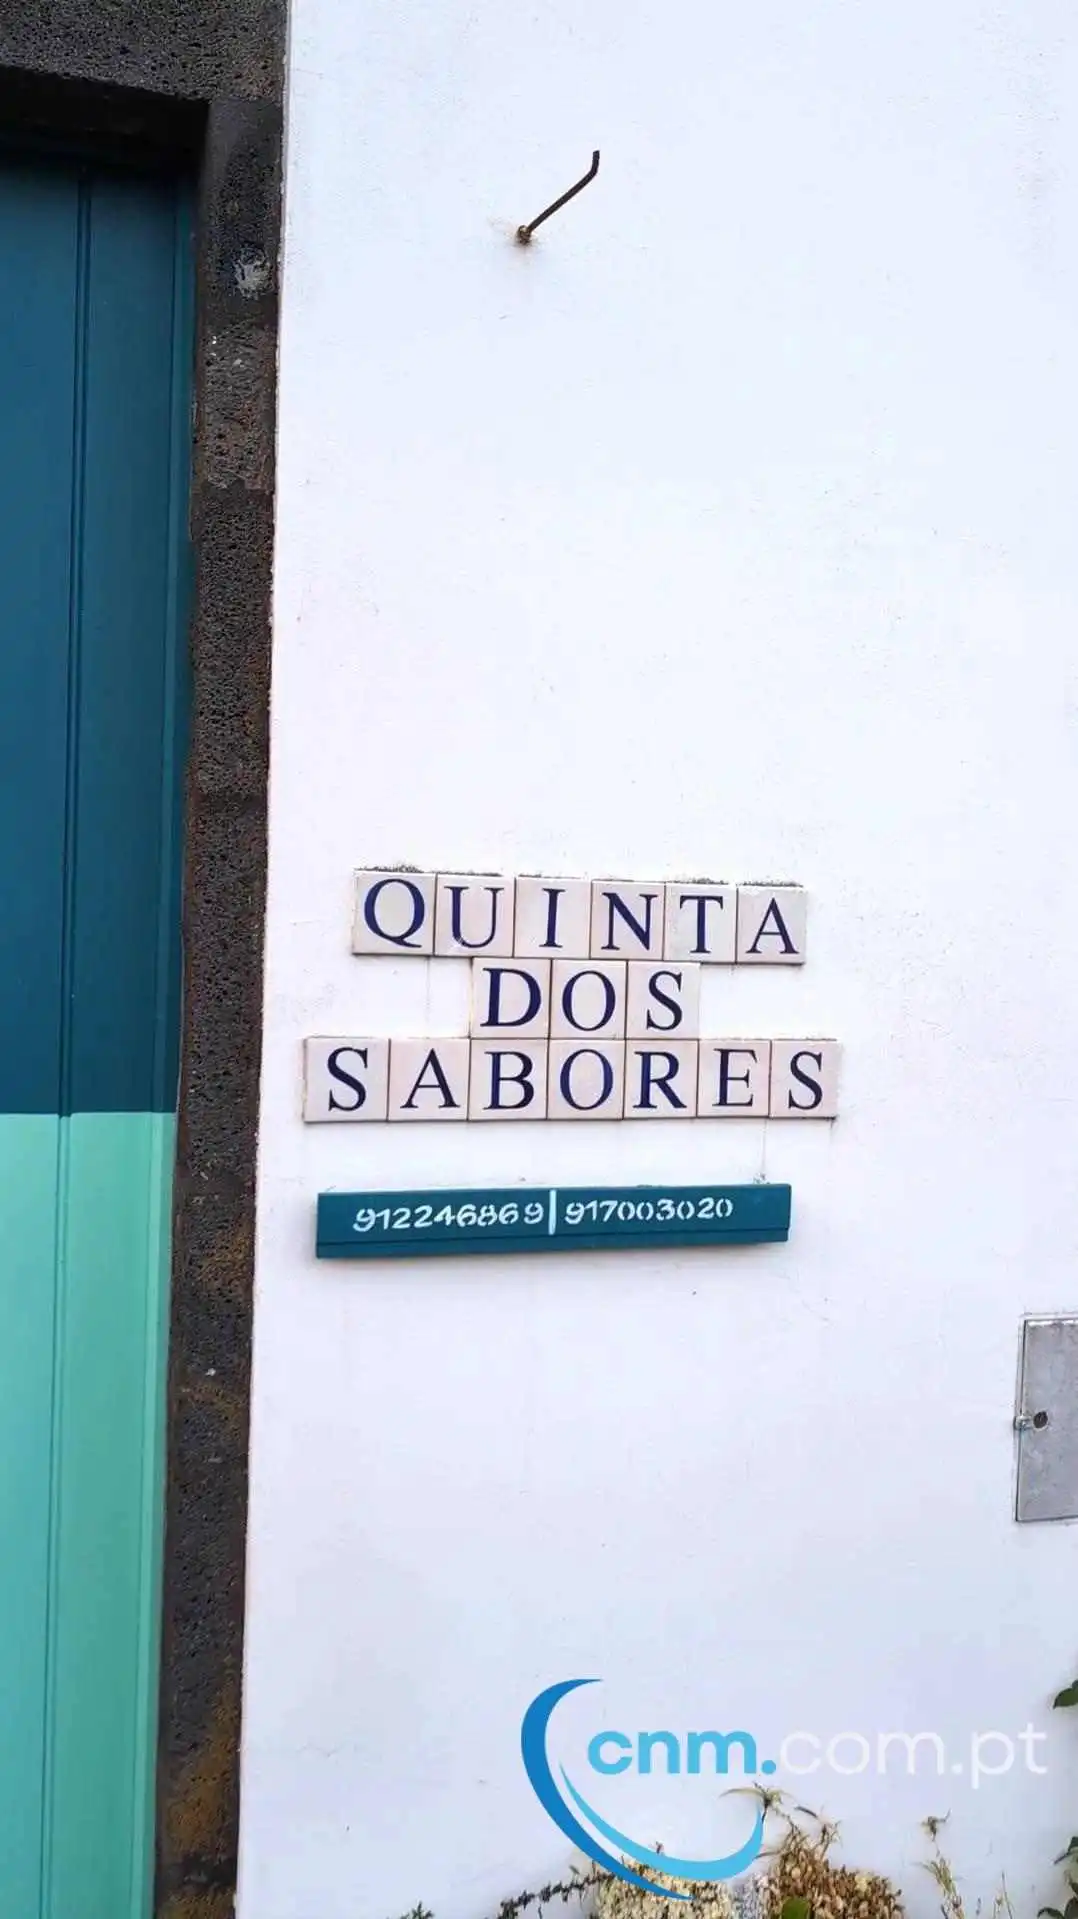 QUINTA
DOS
SABORES
912246869|917003020
cnm.com.pt